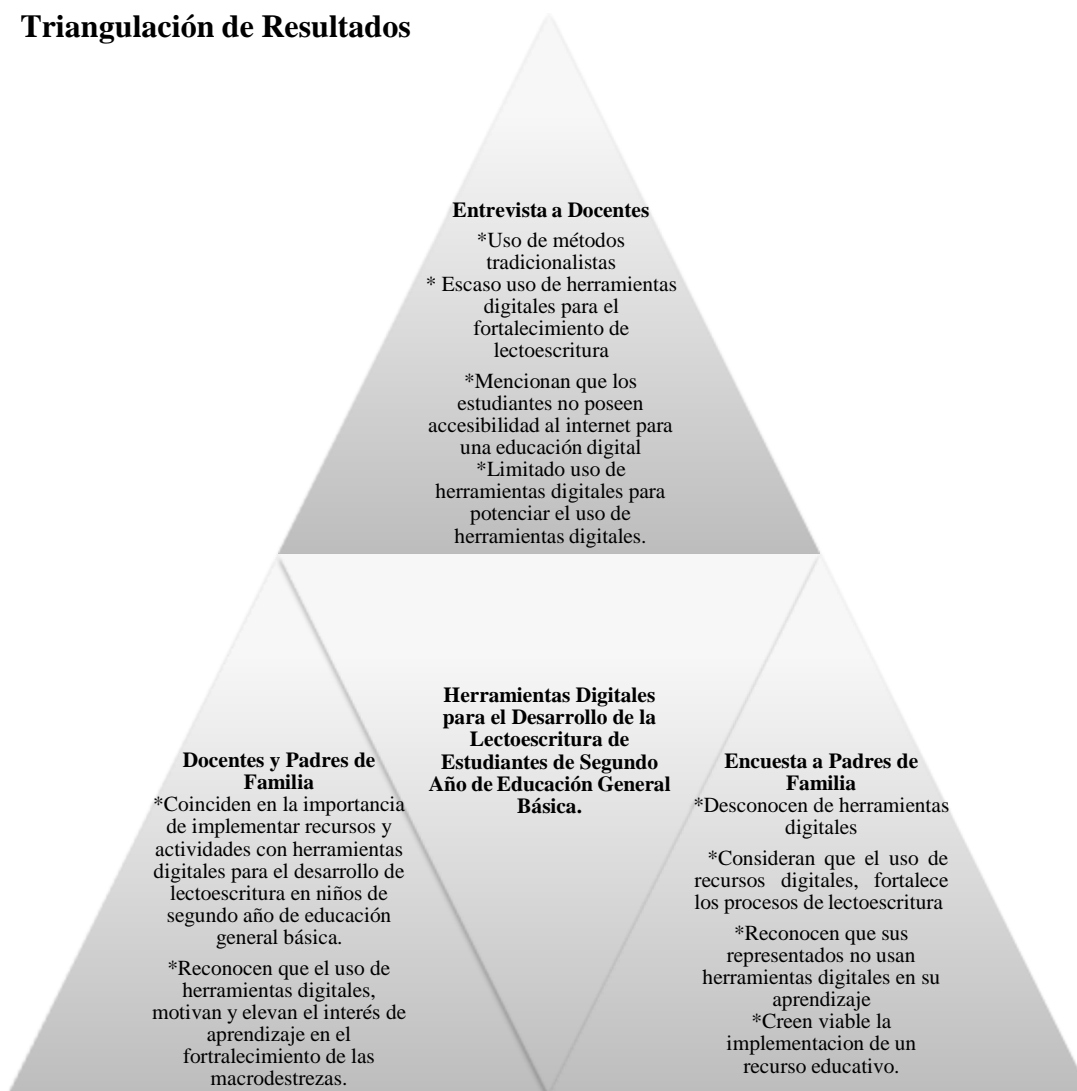 Triangulación de Resultados
Entrevista a Docentes
*Uso de métodos
tradicionalistas
* Escaso uso de herramientas
digitales para el
fortalecimiento de
lectoescritura
*Mencionan que los
estudiantes no poseen
accesibilidad al internet para
una educación digital
*Limitado uso de
herramientas digitales para
potenciar el uso de
herramientas digitales.
Docentes y Padres de
Familia
*Coinciden en la importancia
de implementar recursos y
actividades con herramientas
digitales para el desarrollo de
lectoescritura en niños de
segundo año de educación
general básica.
*Reconocen que el uso de
herramientas digitales,
motivan y elevan el interés de
aprendizaje en el
fortralecimiento de las
macrodestrezas.
Herramientas Digitales
para el Desarrollo de la
Lectoescritura de
Estudiantes de Segundo
Año de Educación General
Básica.
Encuesta a Padres de
Familia
*Desconocen de herramientas
digitales
*Consideran que el uso de
recursos digitales, fortalece
los procesos de lectoescritura
*Reconocen que sus
representados no usan
herramientas digitales en su
aprendizaje
*Creen viable la
implementacion de un
recurso educativo.